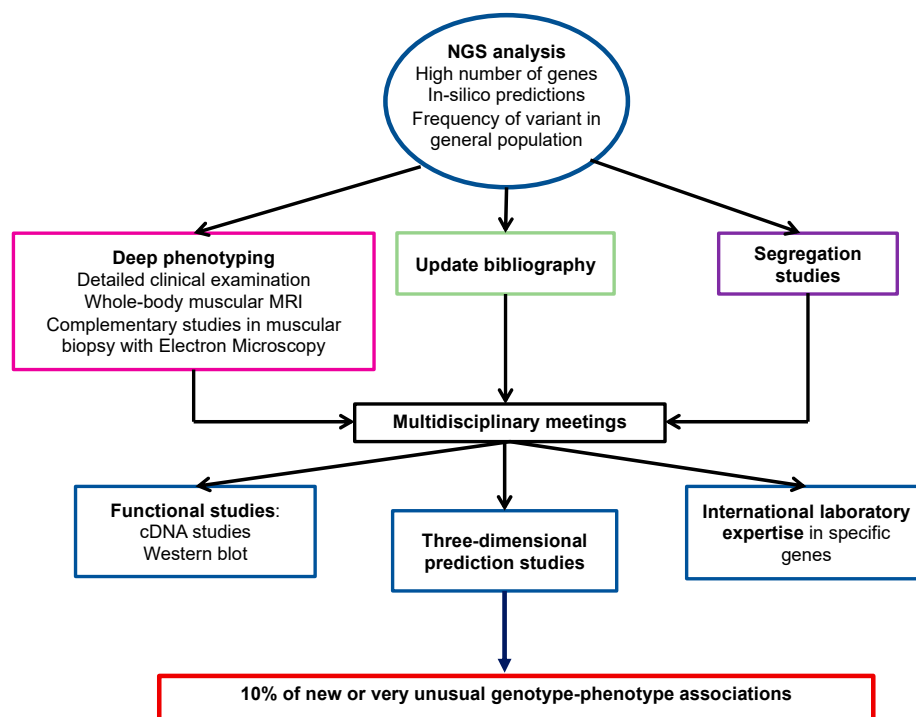 NGS analysis
High number of genes
In-silico predictions
Frequency of variant in
general population
Deep phenotyping
Detailed clinical examination
Whole-body muscular MRI
Complementary studies in muscular
biopsy with Electron Microscopy
Update bibliography
Segregation
studies
Multidisciplinary meetings
Functional studies:
cDNA studies
Western blot
Three-dimensional
prediction studies
International laboratory
expertise in specific
genes
10% of new or very unusual genotype-phenotype associations